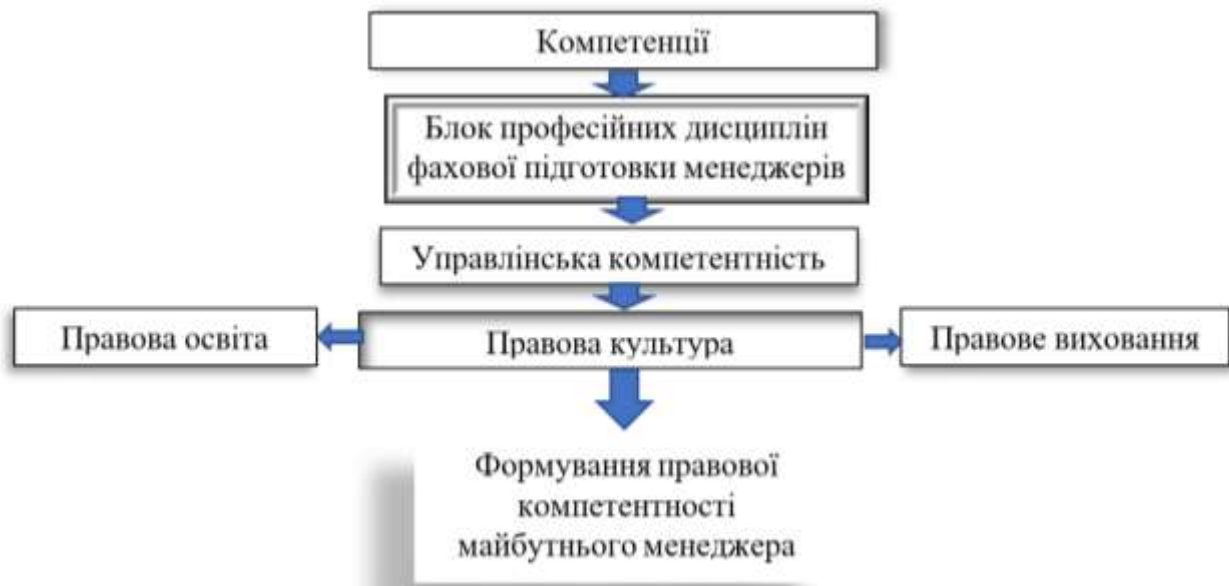 Компетенції
Блок професійних дисциплін
фахової підготовки менеджерів
Управлінська компетентність
Правова освіта
Правова культура
Правове виховання
Формування правової
компетентності
майбутнього менеджера